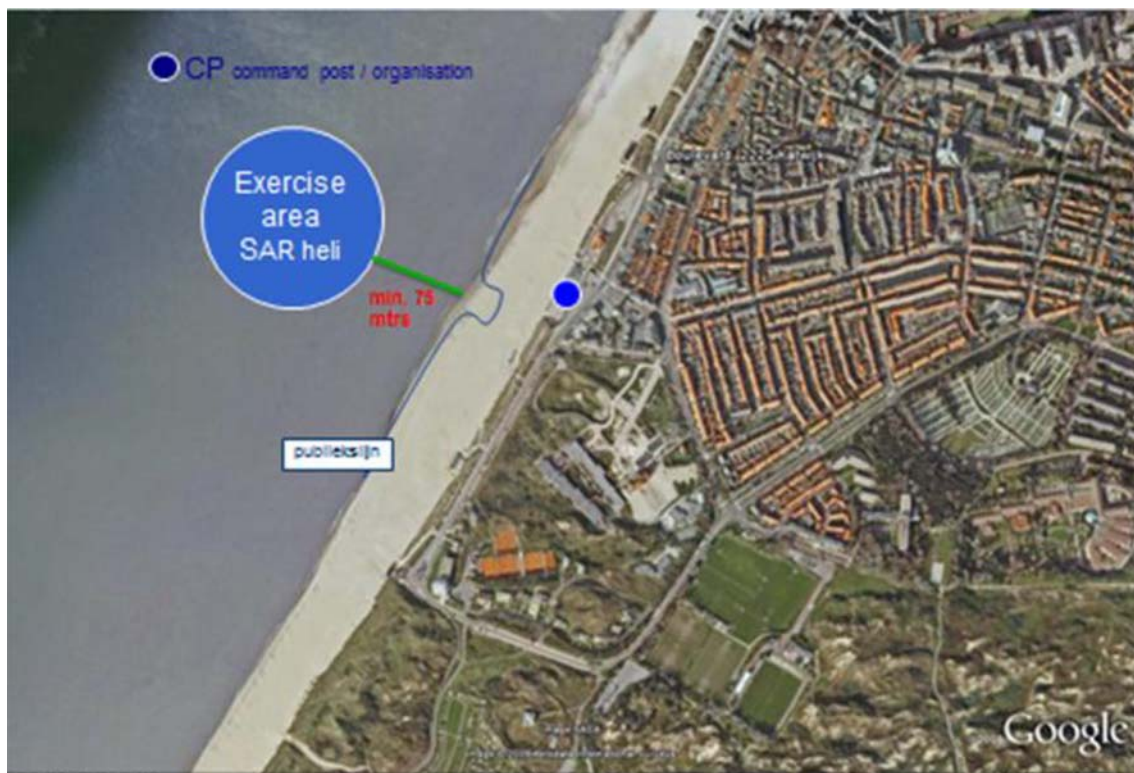 CP command post / organisation
Exercise
area
SAR heli
min. 75
mtrs
publiekslijn
Google